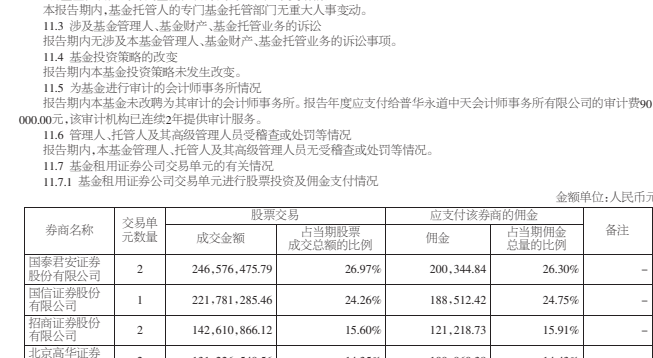 本报告期内,基金托管人的专门基金托管部门无重大人事变动。
11.3 涉及基金管理人、基金财产、基金托管业务的诉讼
报告期内无涉及本基金管理人、基金财产、基金托管业务的诉讼事项。
11.4 基金投资策略的改变
报告期内本基金投资策略未发生改变。
11.5 为基金进行审计的会计师事务所情况
报告期内本基金未改聘为其审计的会计师事务所。报告年度应支付给普华永道中天会计师事务所有限公司的审计费90
000.00元,该审计机构已连续2年提供审计服务。
11.6 管理人、托管人及其高级管理人员受稽查或处罚等情况
报告期内,本基金管理人、托管人及其高级管理人员无受稽查或处罚等情况。
11.7 基金租用证券公司交易单元的有关情况
11.7.1 基金租用证券公司交易单元进行股票投资及佣金支付情况
金额单位:人民币元
券商名称 交易单元数量 股票交易 应支付该券商的佣金 备注
成交金额 占当期股票成交总额的比例 佣金 占当期佣金总量的比例
国泰君安证券股份有限公司 2 246,576,475.79 26.97% 200,344.84 26.30% –
国信证券股份有限公司 1 221,781,285.46 24.26% 188,512.42 24.75% –
招商证券股份有限公司 2 142,610,866.12 15.60% 121,218.73 15.91% –
北京高华证券